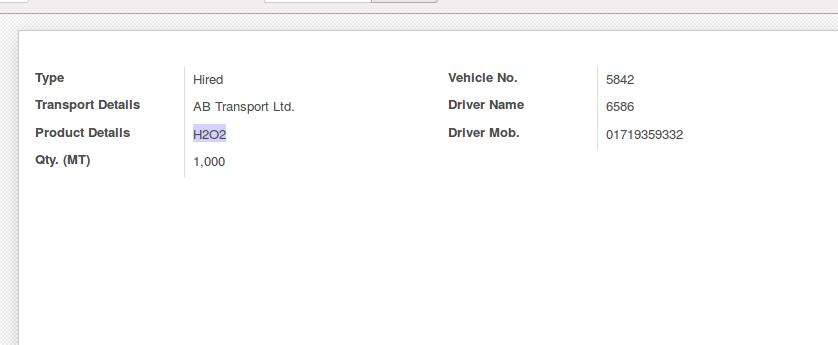 Type Hired Vehicle No. 5842
Transport Details AB Transport Ltd. Driver Name 6586
Product Details H2O2 Driver Mob. 01719359332
Qty. (MT) 1,000